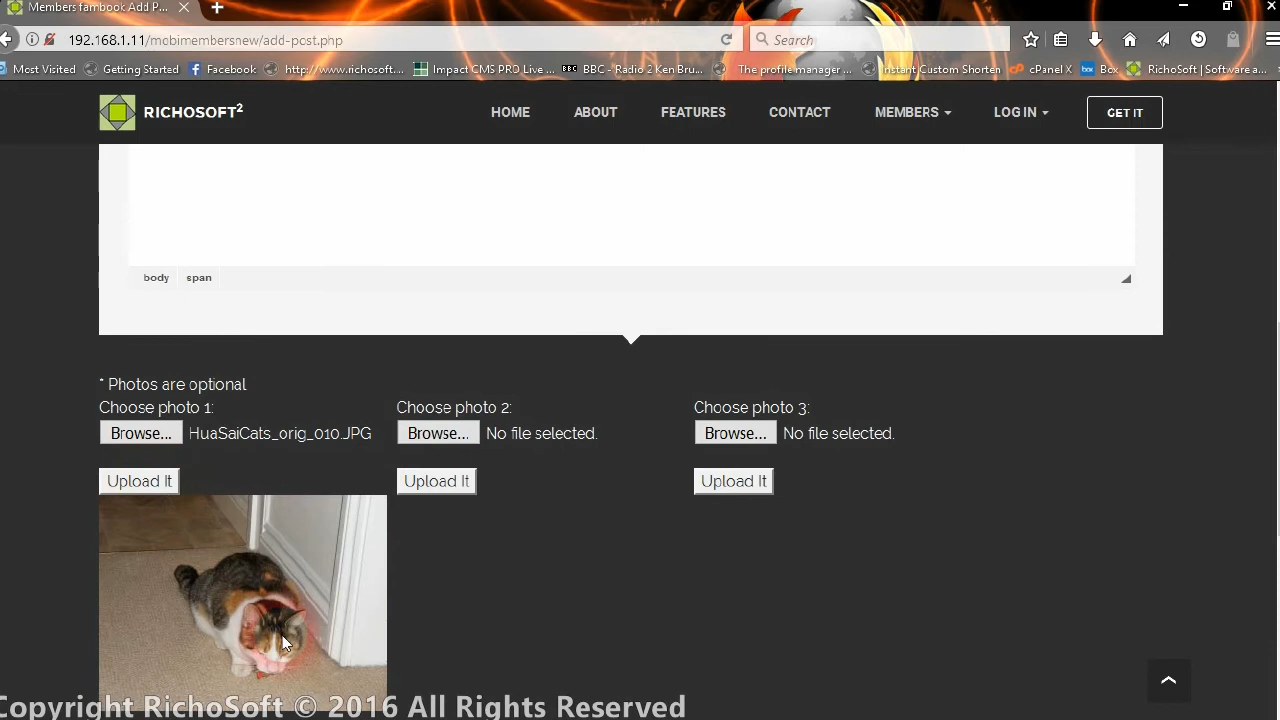 Members fambook Add P...
192.168.1.11/mobimembersnew/add-post.php
Search
Most Visited Getting Started Facebook http://www.richosoft.... Impact CMS PRD Live ... BBC - Radio 2 Ken Bru... The profile manager ... Instant Custom Shorten cPanel X Box RichoSoft | Software a...
RICHOSOFT2 HOME ABOUT FEATURES CONTACT MEMBERS LOG IN GET IT
body span
* Photos are optional
Choose photo 1: Choose photo 2: Choose photo 3:
Browse... HuaSaiCats_orig_010.JPG Browse... No file selected. Browse... No file selected.
Upload It Upload It Upload It
Copyright RichoSoft © 2016 All Rights Reserved